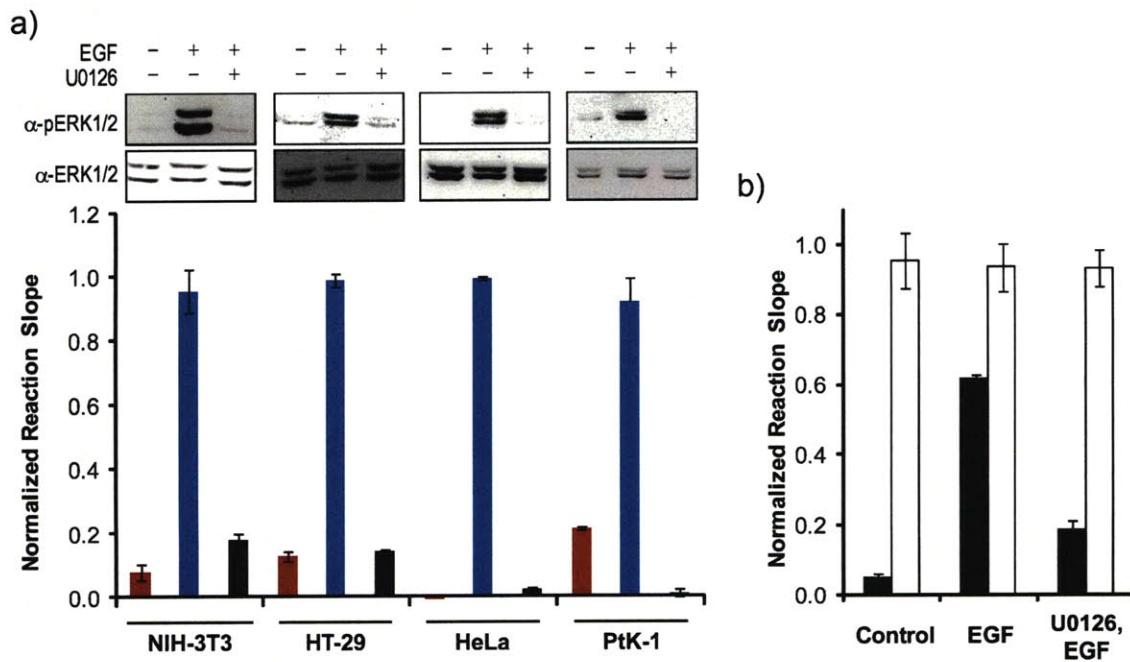 a)
EGF - + + - + + - + + - + +
U0126 - - + - - + - - + - - +
α-pERK1/2
α-ERK1/2
Normalized Reaction Slope
1.2
1.0
0.8
0.6
0.4
0.2
0.0
NIH-3T3 HT-29 HeLa PtK-1
b)
Normalized Reaction Slope
1.0
0.8
0.6
0.4
0.2
0.0
Control EGF U0126,
EGF